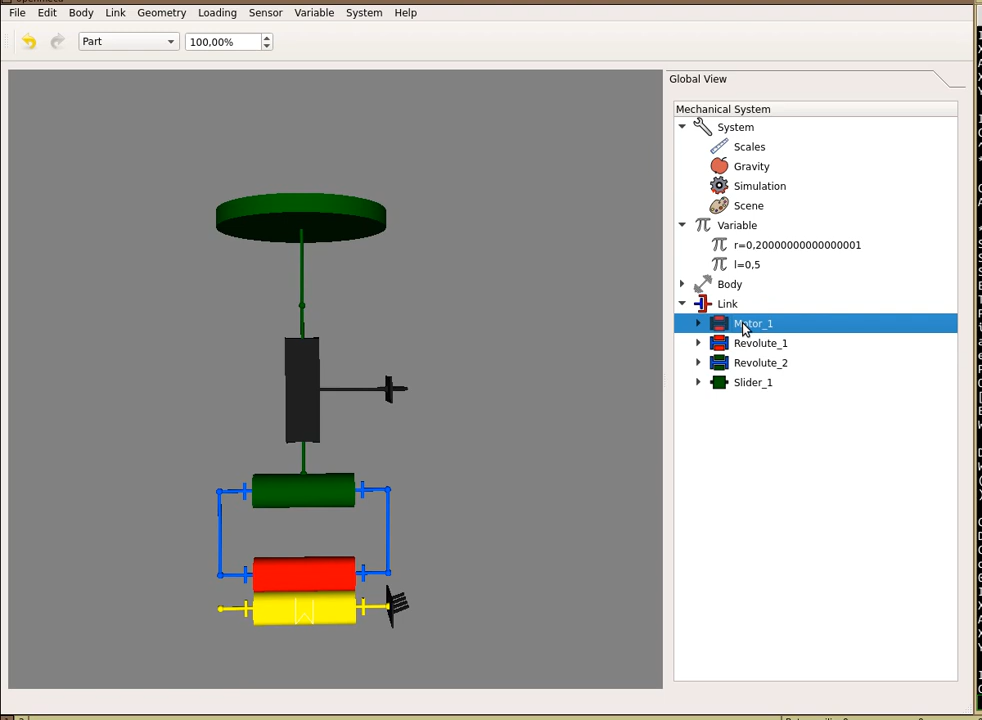 File Edit Body Link Geometry Loading Sensor Variable System Help
Part 100,00%
Global View
Mechanical System
System
Scales
Gravity
Simulation
Scene
Variable
r=0,20000000000000001
l=0,5
Body
Link
Motor_1
Revolute_1
Revolute_2
Slider_1